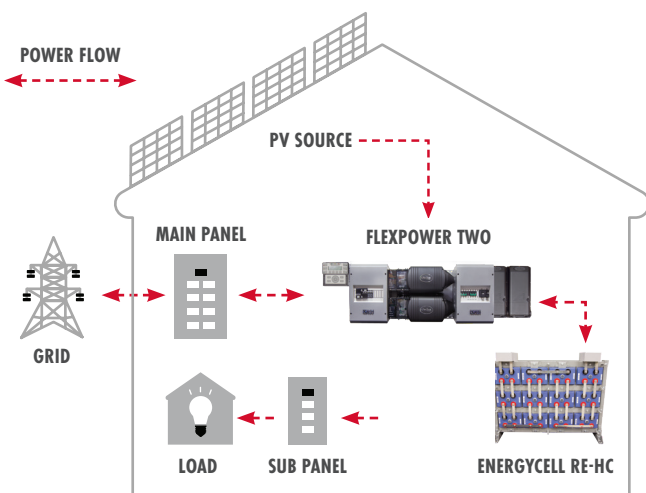 POWER FLOW
PV SOURCE
MAIN PANEL
FLEXPOWER TWO
GRID
LOAD
SUB PANEL
ENERGYCELL RE-HC